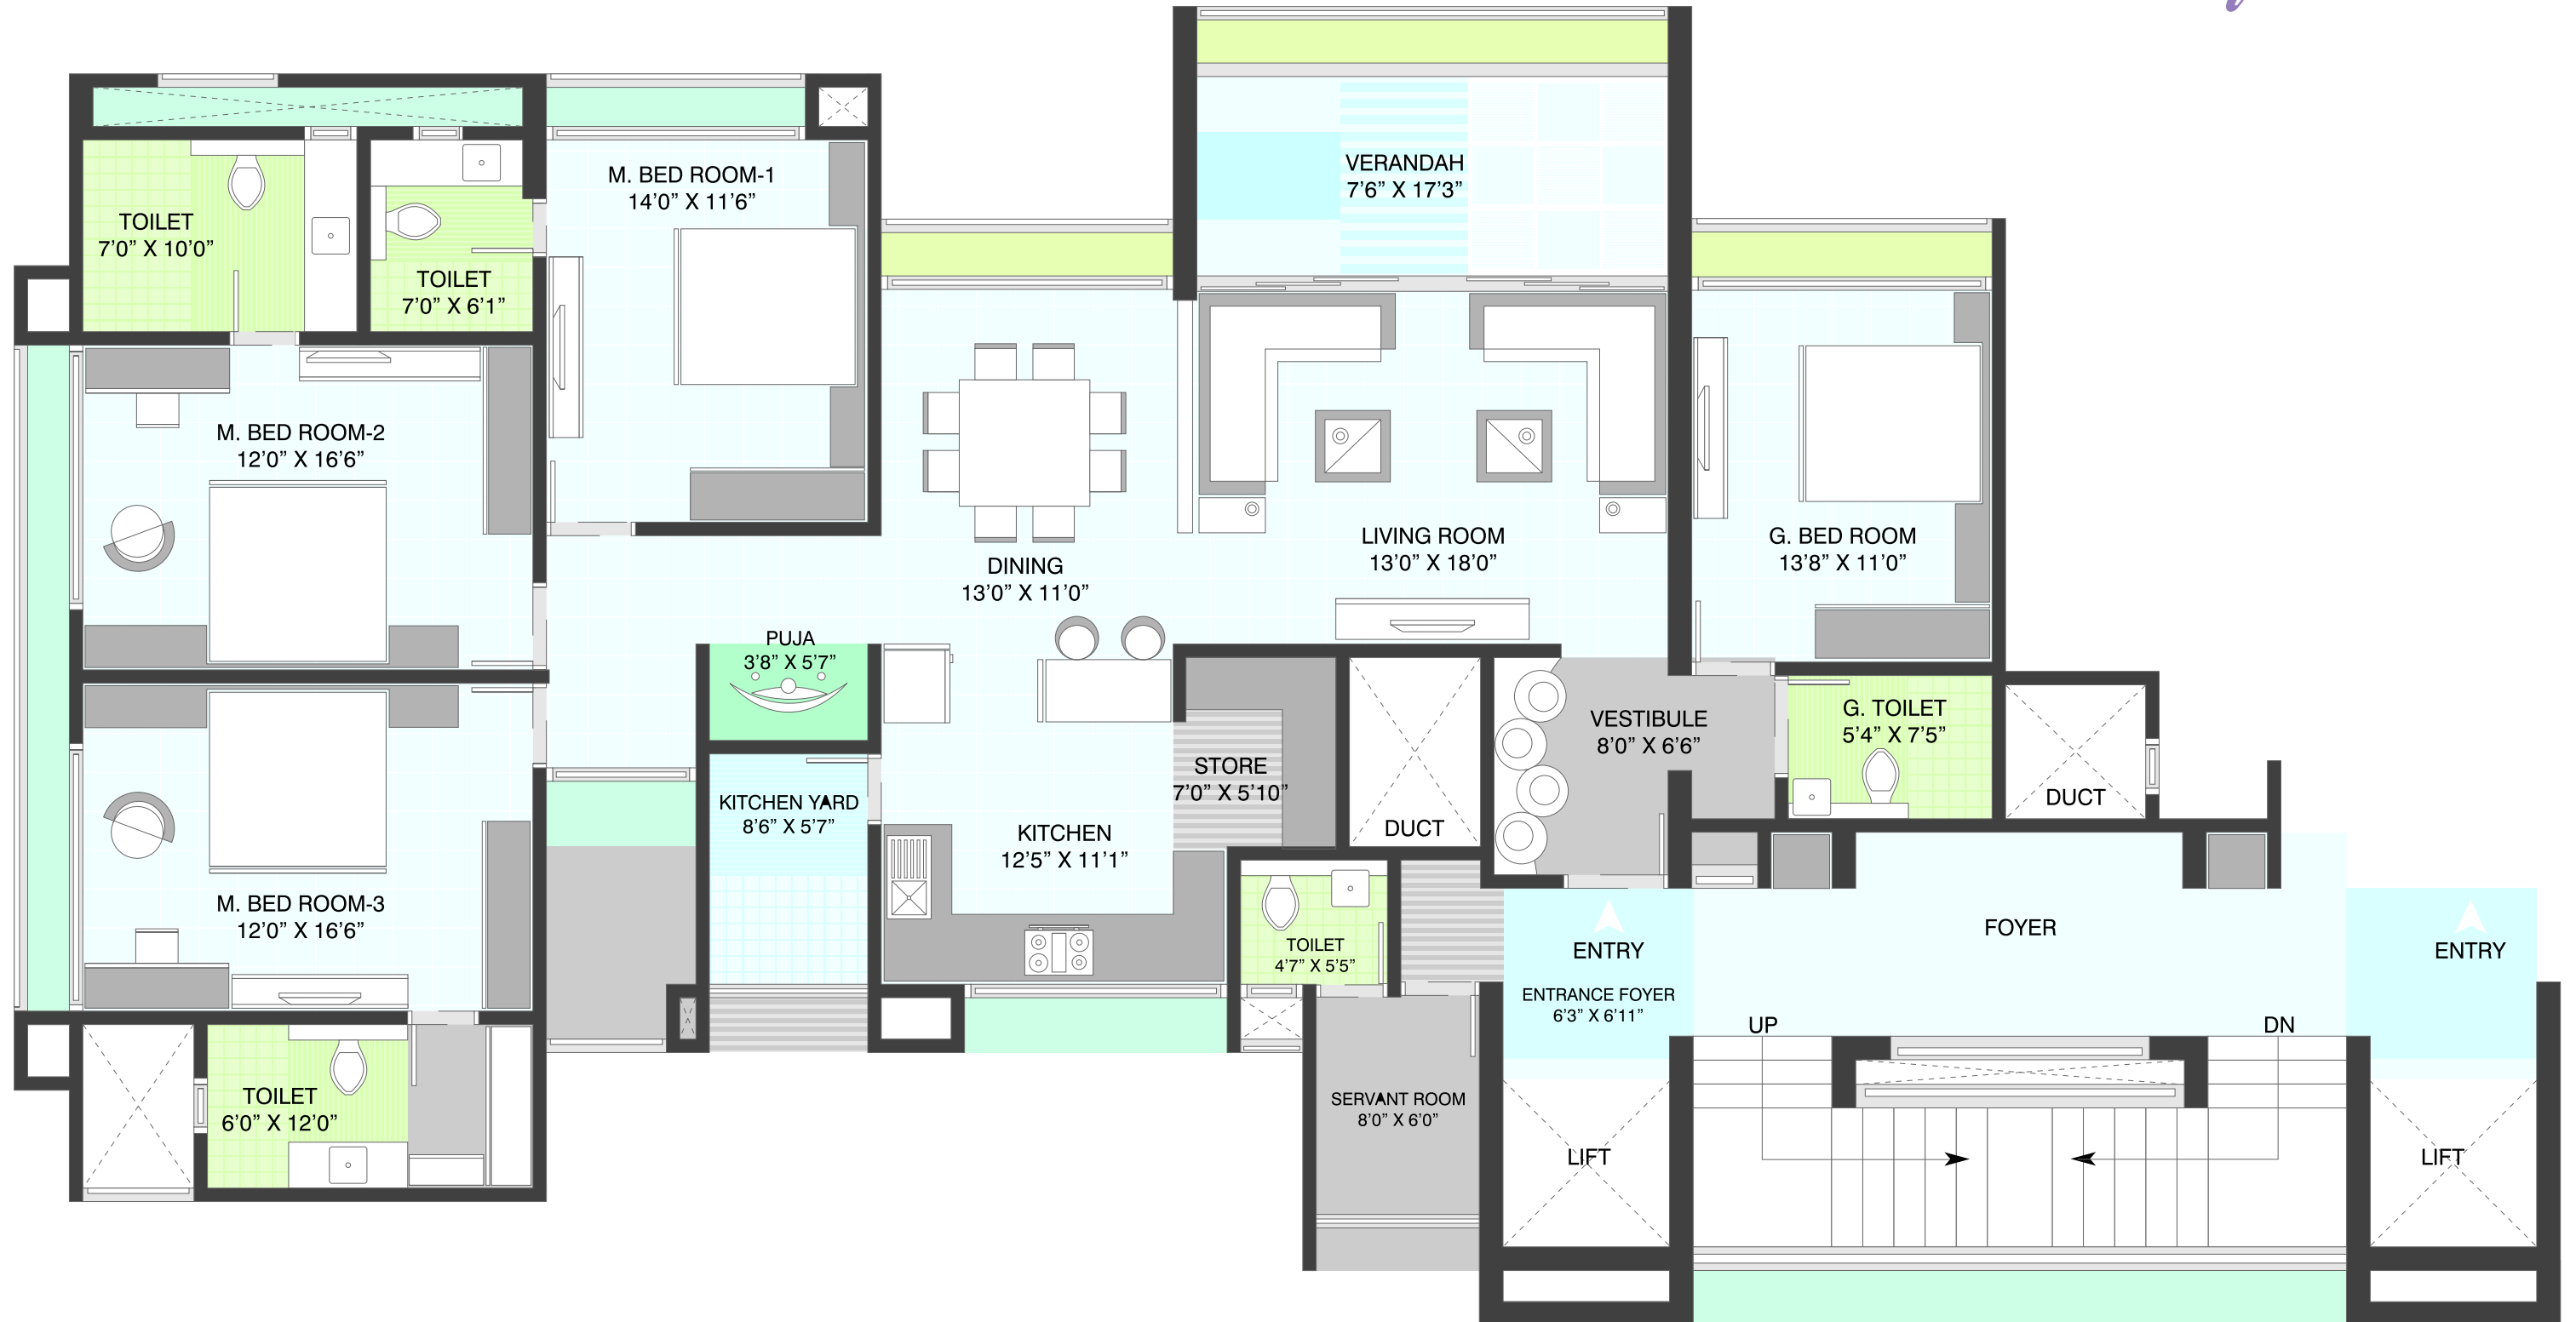 VERANDAH
7’6” X 17’3”
M. BED ROOM-1
14’0” X 11’6”
TOILET
7’0” X 10’0”
TOILET
7’0” X 6’1”
M. BED ROOM-2
12’0” X 16’6”
LIVING ROOM
13’0” X 18’0”
G. BED ROOM
13’8” X 11’0”
DINING
13’0” X 11’0”
PUJA
3’8” X 5’7”
VESTIBULE
8’0” X 6’6”
G. TOILET
5’4” X 7’5”
STORE
7’0” X 5’10”
DUCT
DUCT
KITCHEN YARD
8’6” X 5’7”
KITCHEN
12’5” X 11’1”
M. BED ROOM-3
12’0” X 16’6”
TOILET
4’7” X 5’5”
ENTRY
FOYER
ENTRY
ENTRANCE FOYER
6’3” X 6’11”
UP
DN
TOILET
6’0” X 12’0”
SERVANT ROOM
8’0” X 6’0”
LIFT
LIFT